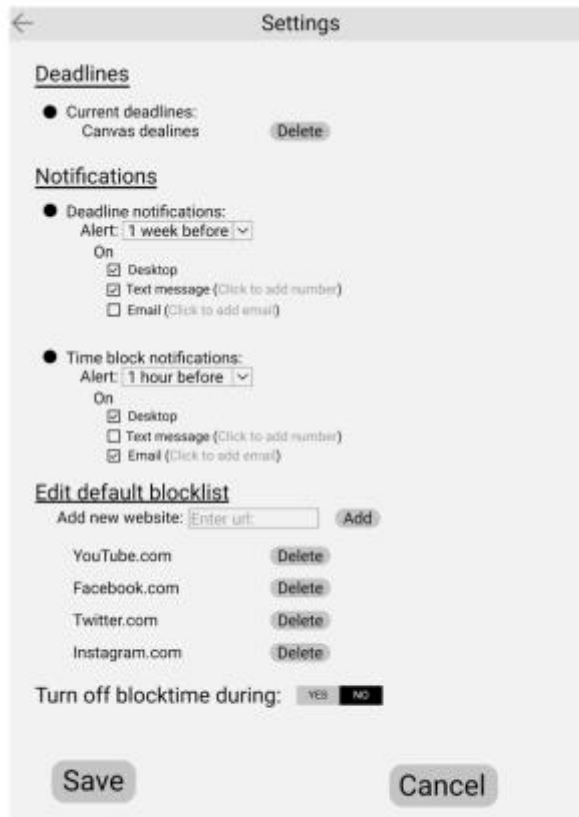 Settings
Deadlines
Current deadlines:
Canvas dealines Delete
Notifications
Deadline notifications:
Alert: 1 week before
On
Desktop
Text message (Click to add number)
Email (Click to add email)
Time block notifications:
Alert: 1 hour before
On
Desktop
Text message (Click to add number)
Email (Click to add email)
Edit default blocklist
Add new website: Enter url: Add
YouTube.com Delete
Facebook.com Delete
Twitter.com Delete
Instagram.com Delete
Turn off blocktime during: YES NO
Save Cancel